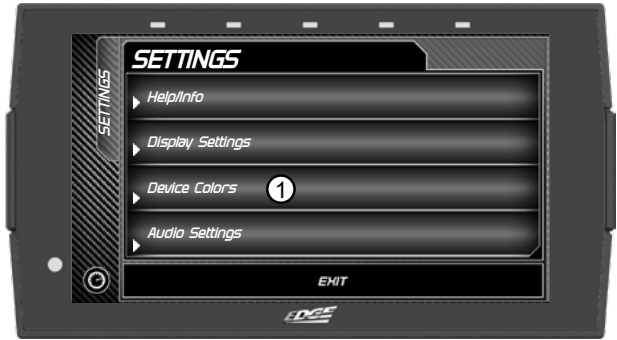 SETTINGS
SETTINGS
Help/Info
Display Settings
Device Colors 1
Audio Settings
EXIT
EDGE